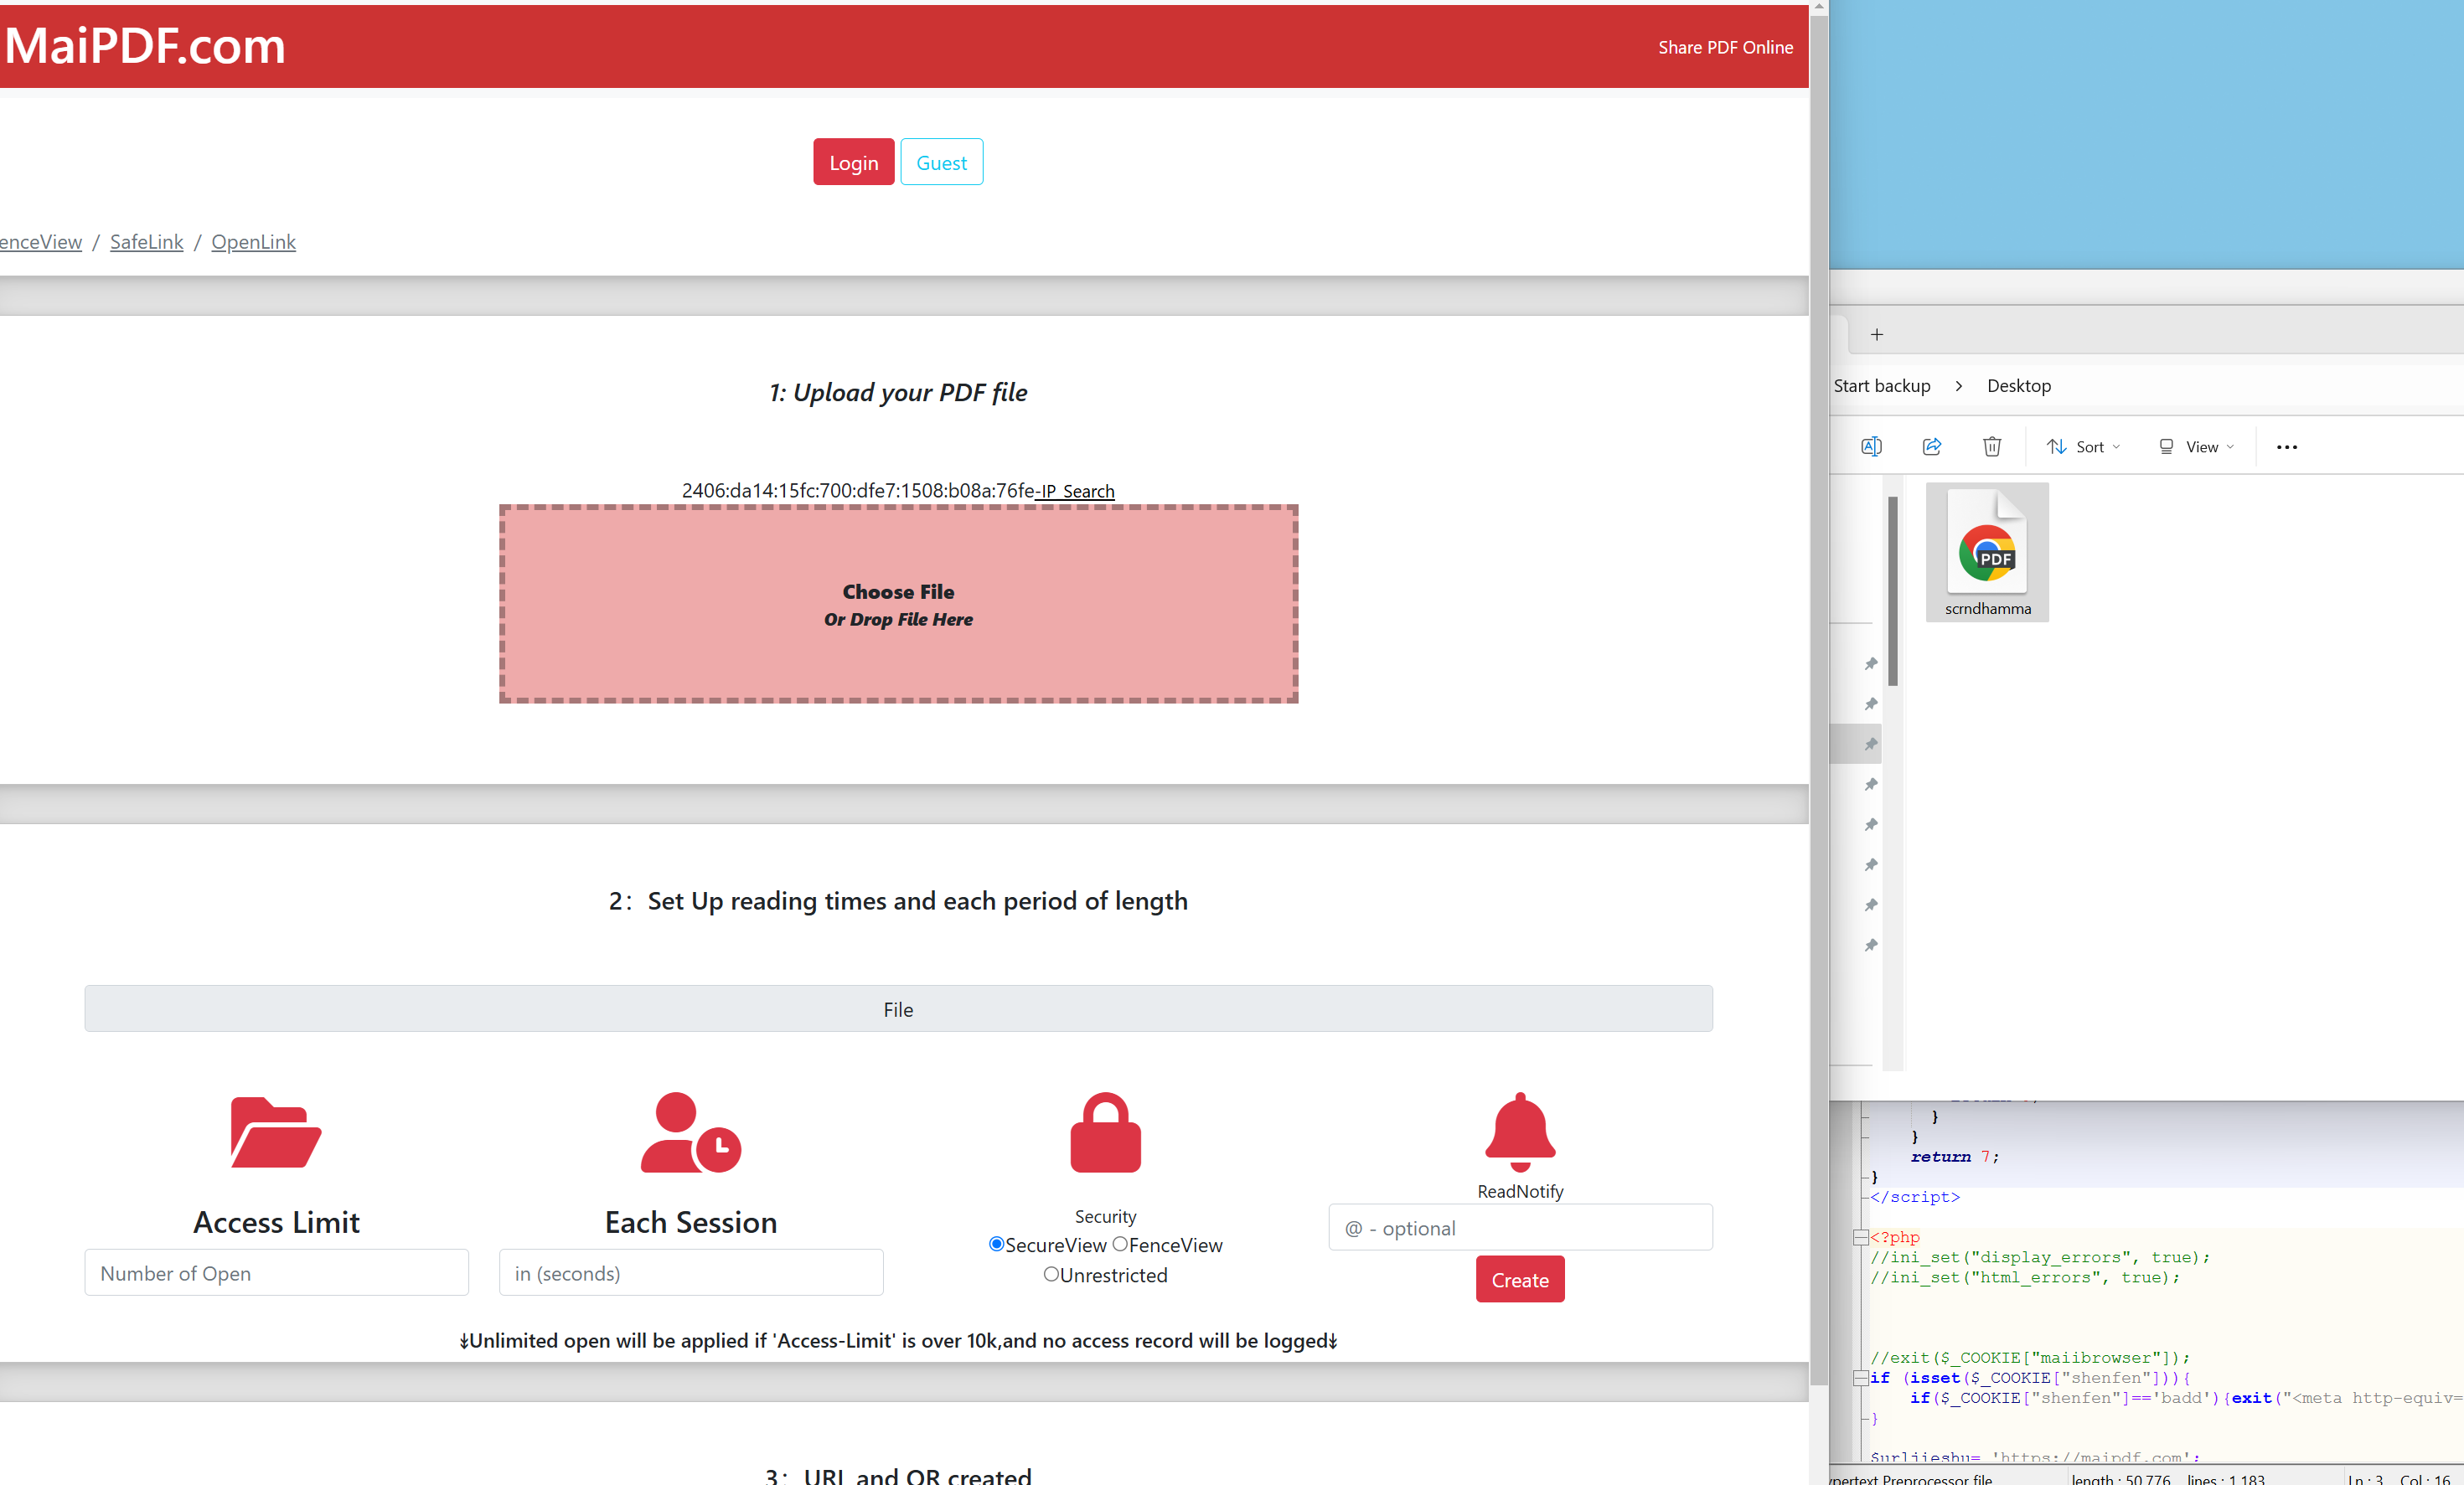 MaiPDF.com
Share PDF Online
Login
Guest
enceView / SafeLink / OpenLink
1: Upload your PDF file
2406:da14:15fc:700:dfe7:1508:b08a:76fe-IP Search
Choose File
Or Drop File Here
2: Set Up reading times and each period of length
File
Access Limit
Number of Open
Each Session
in (seconds)
Security
SecureView FenceView
Unrestricted
ReadNotify
@ - optional
Create
↡Unlimited open will be applied if 'Access-Limit' is over 10k,and no access record will be logged↡
3: URL and QR created
Start backup > Desktop
Sort
View
PDF
scrndhamma
}
}
return 7;
}
</script>
<?php
//ini_set("display_errors", true);
//ini_set("html_errors", true);
//exit($_COOKIE["maiibrowser"]);
if (isset($_COOKIE["shenfen"])){
if($_COOKIE["shenfen"]=='badd'){exit("<meta http-equiv=
}
$urljieshu= 'https://maipdf.com';
ypertext Preprocessor file
length : 50,776 lines : 1,183
Ln : 3 Col : 16